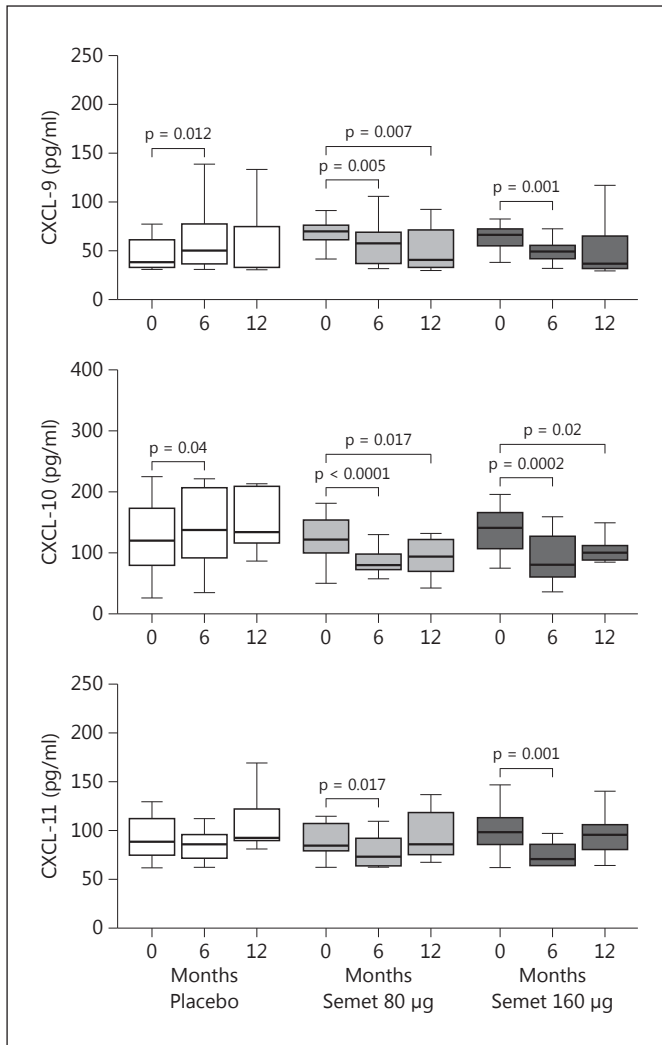 CXCL-9 (pg/ml)
250
200
150
100
50
0
p = 0.012
p = 0.007
p = 0.005
p = 0.001
0 6 12 0 6 12 0 6 12
CXCL-10 (pg/ml)
400
300
200
100
0
p = 0.04
p = 0.017
p < 0.0001
p = 0.02
p = 0.0002
0 6 12 0 6 12 0 6 12
CXCL-11 (pg/ml)
250
200
150
100
50
0
p = 0.017
p = 0.001
0 6 12 0 6 12 0 6 12
Months Months Months
Placebo Semet 80 µg Semet 160 µg